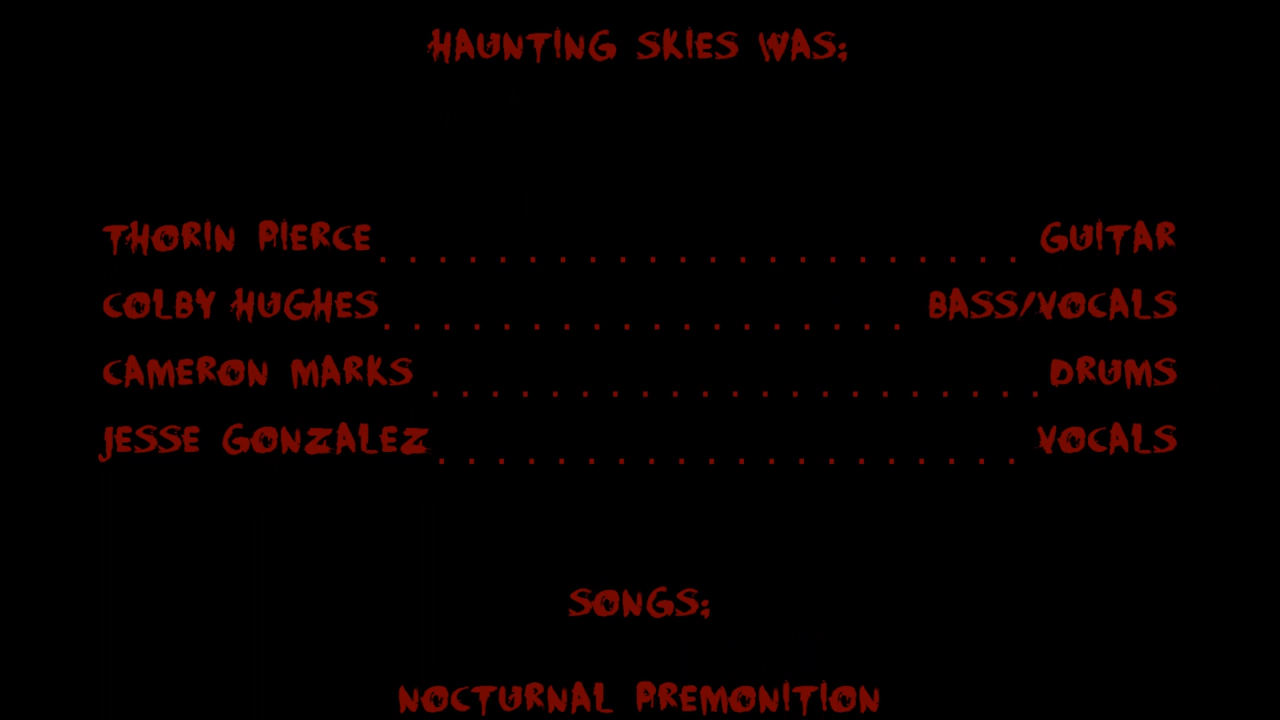 HAUNTING SKIES WAS;
THORIN PIERCE . . . . . . . . . . . . . . . . . . . . . . GUITAR
COLBY HUGHES . . . . . . . . . . . . . . . . . . BASS/VOCALS
CAMERON MARKS . . . . . . . . . . . . . . . . . . . . . DRUMS
JESSE GONZALEZ . . . . . . . . . . . . . . . . . . . . VOCALS
SONGS;
NOCTURNAL PREMONITION